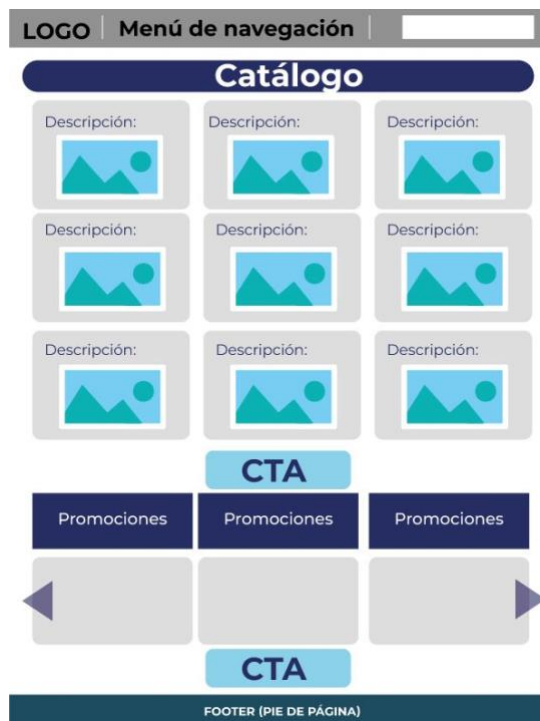 LOGO Menú de navegación
Catálogo
Descripción: Descripción: Descripción:
Descripción: Descripción: Descripción:
Descripción: Descripción: Descripción:
CTA
Promociones Promociones Promociones
CTA
FOOTER (PIE DE PÁGINA)